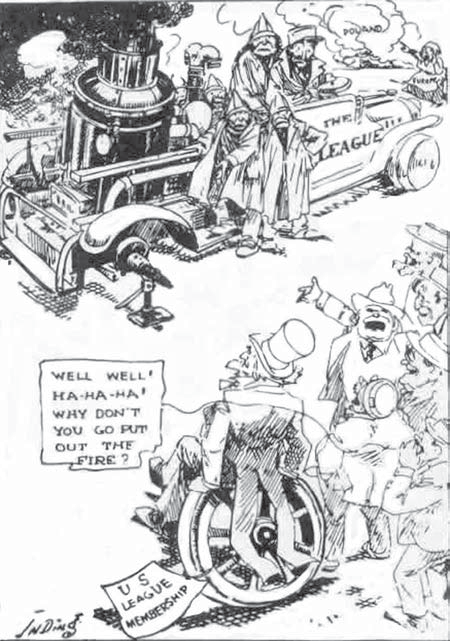 POLAND
EUROPE
THE
LEAGUE
WELL WELL!
HA-HA-HA!
WHY DON'T
YOU GO PUT
OUT THE
FIRE?
U S
LEAGUE
MEMBERSHIP